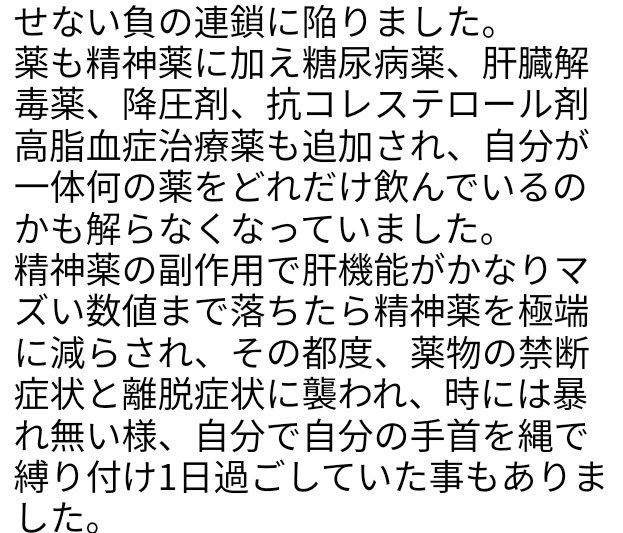 せない負の連鎖に陥りました。
薬も精神薬に加え糖尿病薬、肝臓解
毒薬、降圧剤、抗コレステロール剤
高脂血症治療薬も追加され、自分が
一体何の薬をどれだけ飲んでいるの
かも解らなくなっていました。
精神薬の副作用で肝機能がかなりマ
ズい数値まで落ちたら精神薬を極端
に減らされ、その都度、薬物の禁断
症状と離脱症状に襲われ、時には暴
れ無い様、自分で自分の手首を縄で
縛り付け1日過ごしていた事もありま
した。